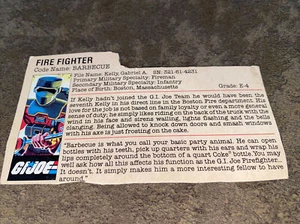 FIRE FIGHTER
Code Name: BARBECUE
File Name: Kelly, Gabriel A. SN: 521-61-4231
Primary Military Specialty: Fireman
Secondary Military Specialty: Infantry
Place of Birth: Boston, Massachusetts Grade: E-4
If Kelly hadn't joined the G.I. Joe Team he would have been the
seventh Kelly in his direct line in the Boston Fire department. His
love for the job is not based on family loyalty or even a more general
sense of duty; he simply likes riding on the back of the truck with the
wind in his face and sirens wailing, lights flashing and the bells
clanging. Being allowed to knock down doors and smash windows
with his axe is just frosting on the cake.
"Barbecue is what you call your basic party animal. He can open
bottles with his teeth, pick up quarters with his ears and wrap his
lips completely around the bottom of a quart Coke bottle. You may
well ask how all this affects his function as the G.I. Joe Firefighter...
It doesn't. It simply makes him a more interesting fellow to have
around."
GI JOE